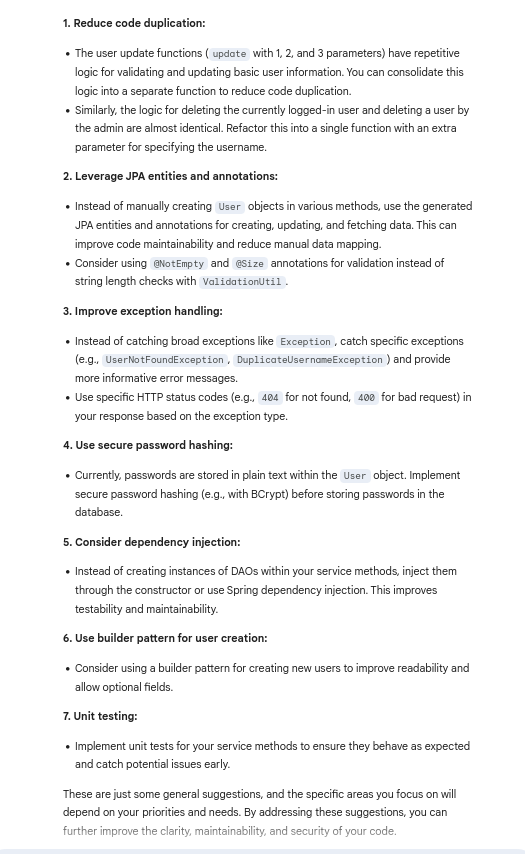 1. Reduce code duplication:
• The user update functions ( update with 1, 2, and 3 parameters) have repetitive
logic for validating and updating basic user information. You can consolidate this
logic into a separate function to reduce code duplication.
• Similarly, the logic for deleting the currently logged-in user and deleting a user by
the admin are almost identical. Refactor this into a single function with an extra
parameter for specifying the username.
2. Leverage JPA entities and annotations:
• Instead of manually creating User objects in various methods, use the generated
JPA entities and annotations for creating, updating, and fetching data. This can
improve code maintainability and reduce manual data mapping.
• Consider using @NotEmpty and @Size annotations for validation instead of
string length checks with ValidationUtil .
3. Improve exception handling:
• Instead of catching broad exceptions like Exception , catch specific exceptions
(e.g., UserNotFoundException , DuplicateUsernameException ) and provide
more informative error messages.
• Use specific HTTP status codes (e.g., 404 for not found, 400 for bad request) in
your response based on the exception type.
4. Use secure password hashing:
• Currently, passwords are stored in plain text within the User object. Implement
secure password hashing (e.g., with BCrypt) before storing passwords in the
database.
5. Consider dependency injection:
• Instead of creating instances of DAOs within your service methods, inject them
through the constructor or use Spring dependency injection. This improves
testability and maintainability.
6. Use builder pattern for user creation:
• Consider using a builder pattern for creating new users to improve readability and
allow optional fields.
7. Unit testing:
• Implement unit tests for your service methods to ensure they behave as expected
and catch potential issues early.
These are just some general suggestions, and the specific areas you focus on will
depend on your priorities and needs. By addressing these suggestions, you can
further improve the clarity, maintainability, and security of your code.